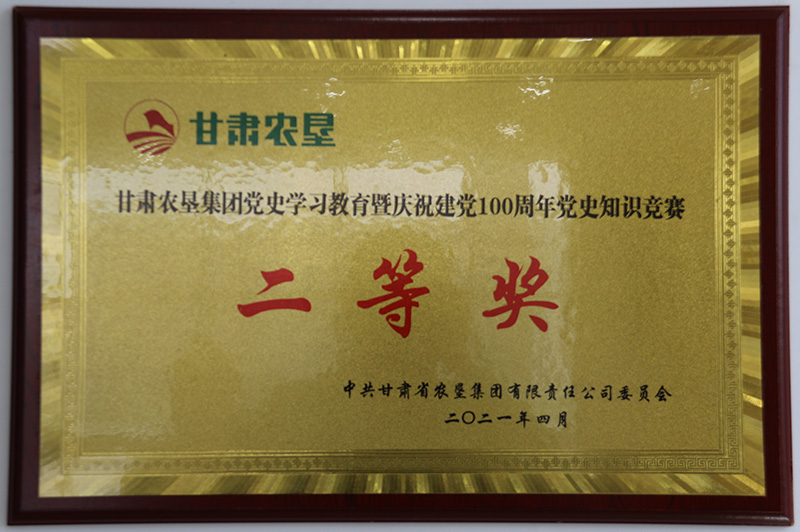 甘肃农垦
甘肃农垦集团党史学习教育暨庆祝建党100周年党史知识竞赛
二等奖
中共甘肃省农垦集团有限责任公司委员会
二〇二一年四月